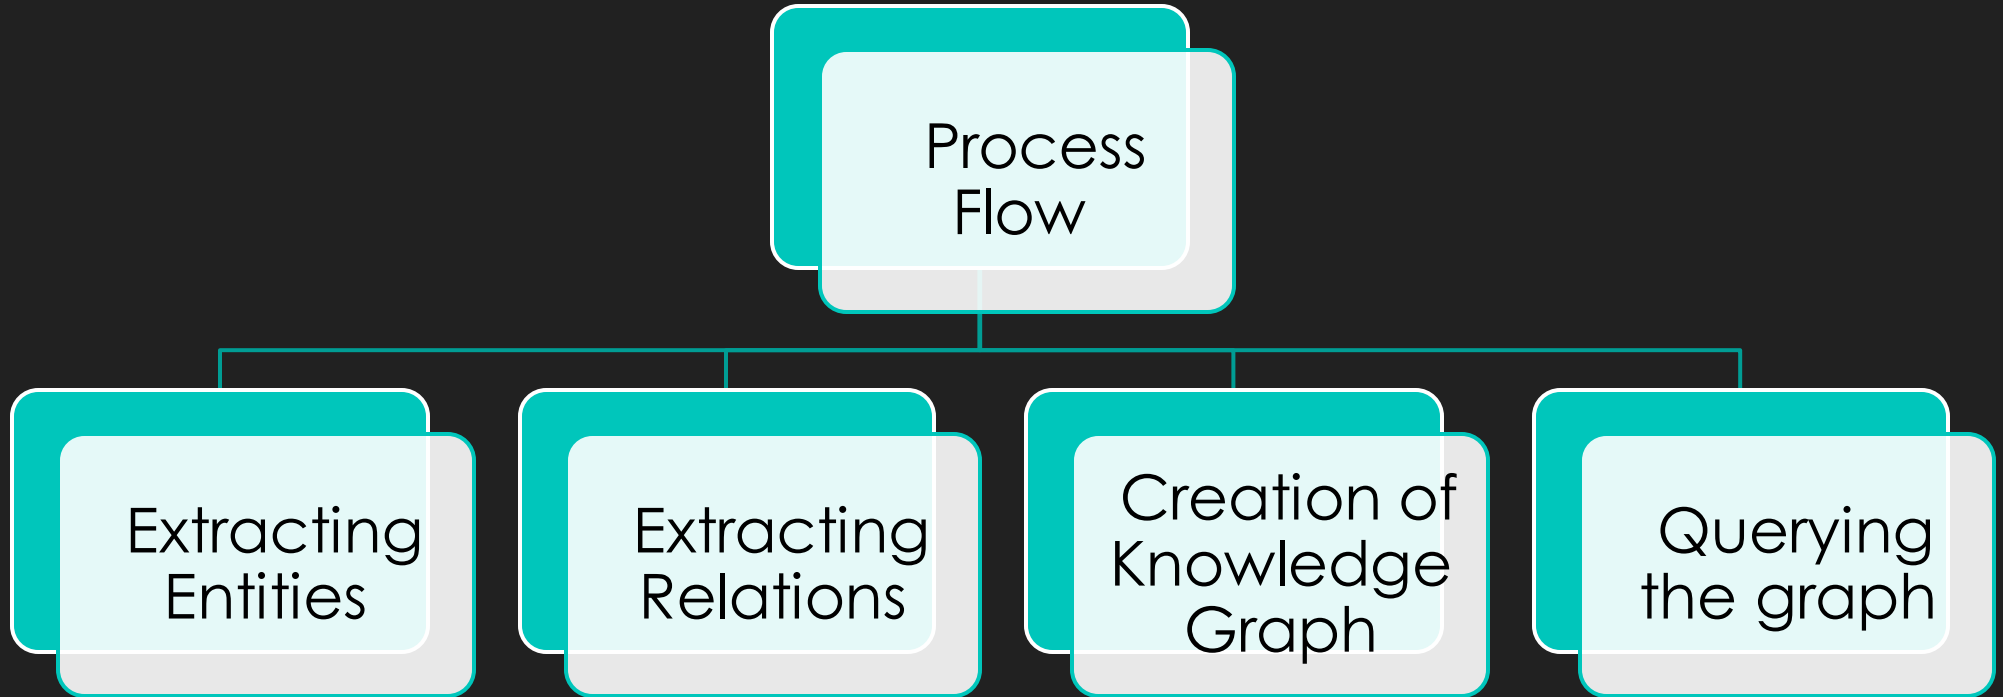 Process
Flow
Extracting
Entities
Extracting
Relations
Creation of
Knowledge
Graph
Querying
the graph